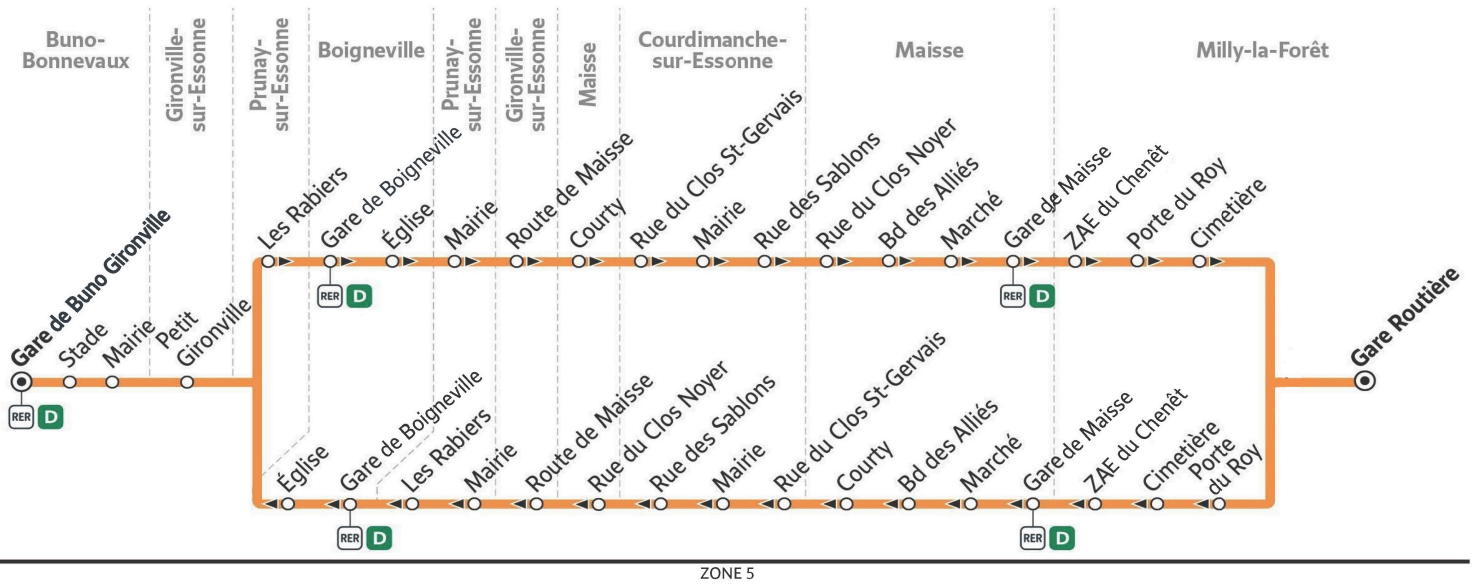 Buno-
Bonnevaux
Gironville-
sur-Essonne
Prunay-
sur-Essonne
Boigneville
Prunay-
sur-Essonne
Gironville-
sur-Essonne
Maisse
Courdimanche-
sur-Essonne
Maisse
Milly-la-Forêt
Gare de Buno Gironville
Stade
Mairie
Petit
Gironville
RER D
Les Rabiers
Gare de Boigneville
Église
Mairie
Route de Maisse
Courty
Rue du Clos St-Gervais
Mairie
Rue des Sablons
Rue du Clos Noyer
Bd des Alliés
Marché
Gare de Maisse
ZAE du Chenêt
Porte du Roy
Cimetière
RER D
RER D
Gare Routière
Église
Gare de Boigneville
Les Rabiers
Mairie
Route de Maisse
Rue du Clos Noyer
Rue des Sablons
Mairie
Rue du Clos St-Gervais
Courty
Bd des Alliés
Marché
Gare de Maisse
ZAE du Chenêt
Cimetière
Porte
du Roy
RER D
RER D
ZONE 5